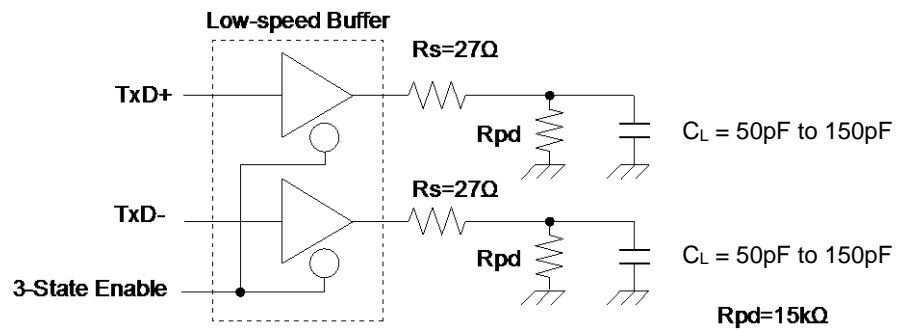 Low-speed Buffer
Rs=27Ω
TxD+
Rpd
CL = 50pF to 150pF
Rs=27Ω
TxD-
Rpd
CL = 50pF to 150pF
3-State Enable
Rpd=15kΩ